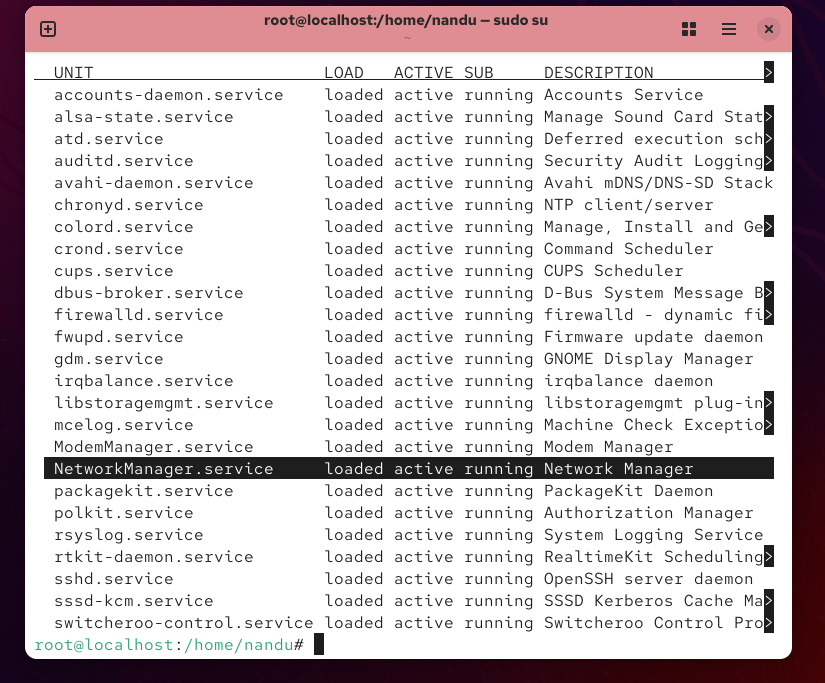 root@localhost:/home/nandu — sudo su
~
UNIT LOAD ACTIVE SUB DESCRIPTION >
accounts-daemon.service loaded active running Accounts Service
alsa-state.service loaded active running Manage Sound Card Stat>
atd.service loaded active running Deferred execution sch>
auditd.service loaded active running Security Audit Logging>
avahi-daemon.service loaded active running Avahi mDNS/DNS-SD Stack
chronyd.service loaded active running NTP client/server
colord.service loaded active running Manage, Install and Ge>
crond.service loaded active running Command Scheduler
cups.service loaded active running CUPS Scheduler
dbus-broker.service loaded active running D-Bus System Message B>
firewalld.service loaded active running firewalld - dynamic fi>
fwupd.service loaded active running Firmware update daemon
gdm.service loaded active running GNOME Display Manager
irqbalance.service loaded active running irqbalance daemon
libstoragemgmt.service loaded active running libstoragemgmt plug-in>
mcelog.service loaded active running Machine Check Exceptio>
ModemManager.service loaded active running Modem Manager
NetworkManager.service loaded active running Network Manager
packagekit.service loaded active running PackageKit Daemon
polkit.service loaded active running Authorization Manager
rsyslog.service loaded active running System Logging Service
rtkit-daemon.service loaded active running RealtimeKit Scheduling>
sshd.service loaded active running OpenSSH server daemon
sssd-kcm.service loaded active running SSSD Kerberos Cache Ma>
switcheroo-control.service loaded active running Switcheroo Control Pro>
root@localhost:/home/nandu#